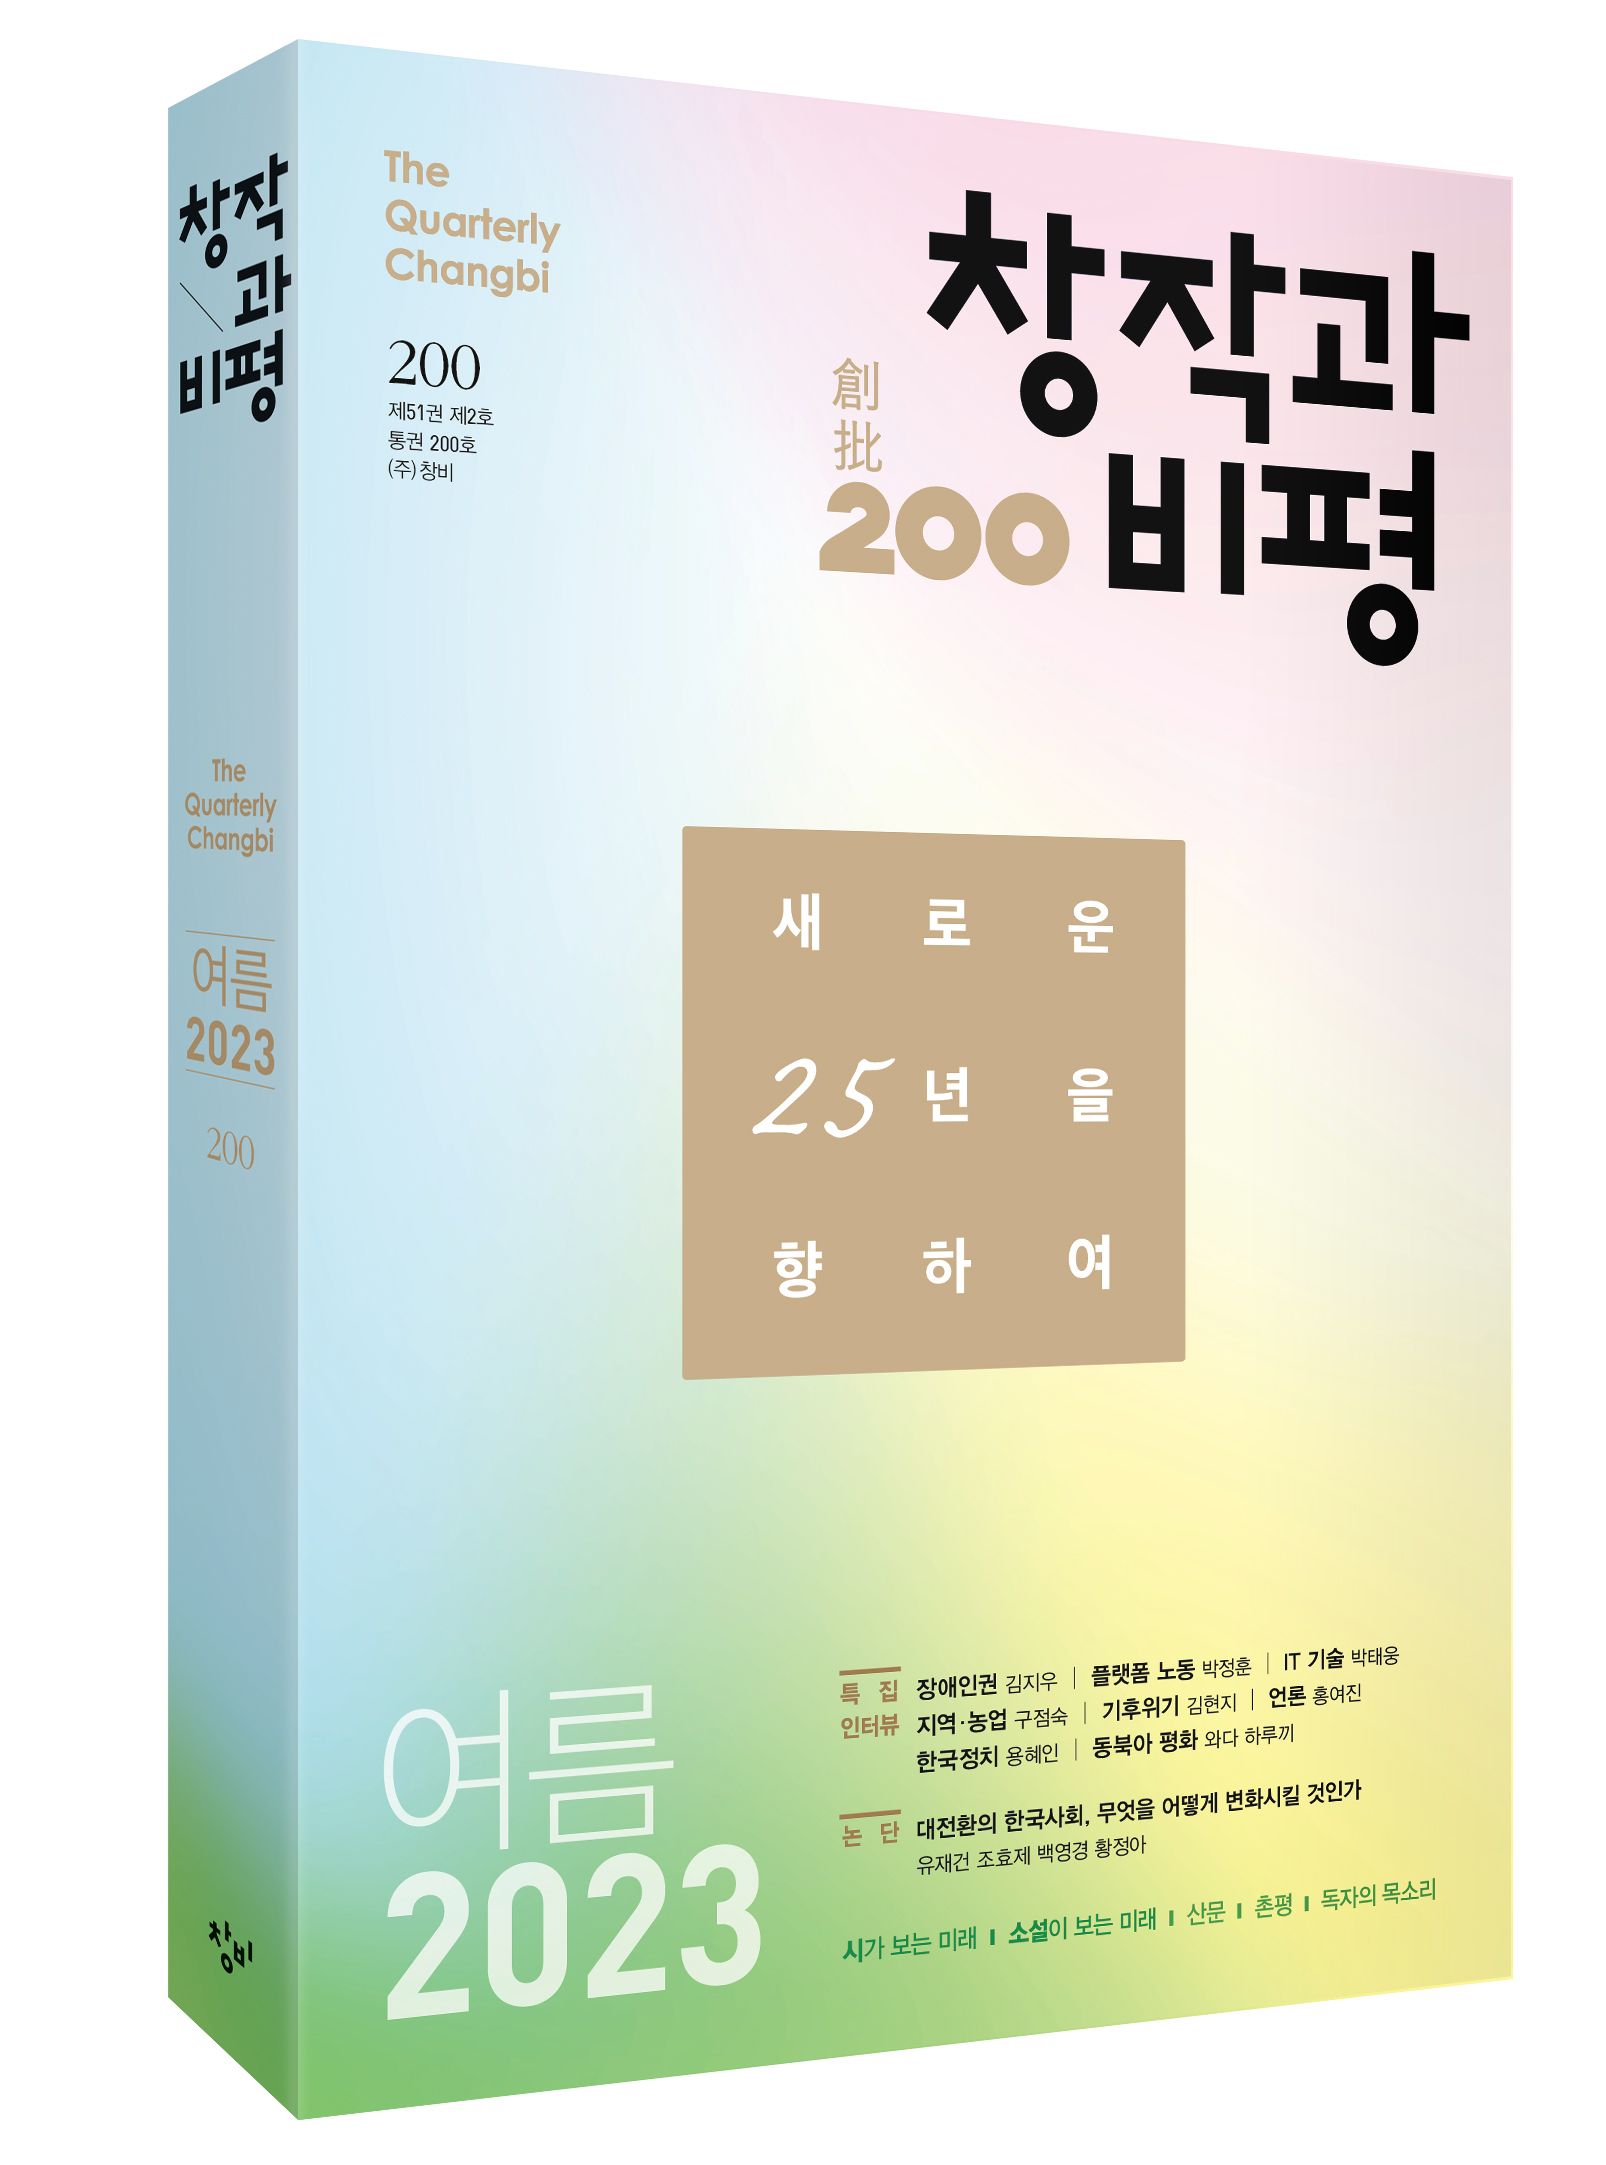 창작
과
비평
The
Quarterly
Changbi
여름
2023
200
창비
The
Quarterly
Changbi
200
제51권 제2호
통권 200호
(주)창비
창작과
비평
創
批
200
새로운
25년을
향하여
여름
2023
특집
인터뷰
장애인권 김지우 | 플랫폼 노동 박정훈 | IT 기술 박태웅
지역·농업 구점숙 | 기후위기 김현지 | 언론 홍여진
한국정치 용혜인 | 동북아 평화 와다 하루끼
논단
대전환의 한국사회, 무엇을 어떻게 변화시킬 것인가
유재건 조효제 백영경 황정아
시가 보는 미래 ı 소설이 보는 미래 ı 산문 ı 촌평 ı 독자의 목소리